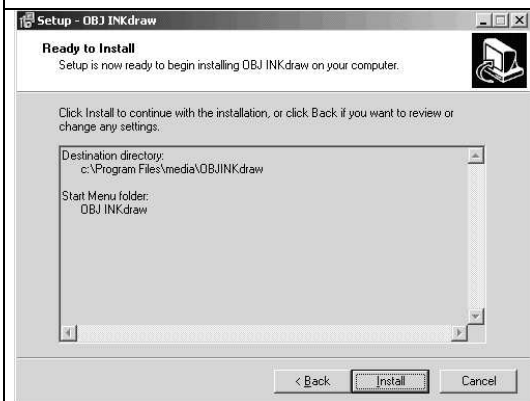 Setup - OBJ INKdraw
Ready to Install
Setup is now ready to begin installing OBJ INKdraw on your computer.
Click Install to continue with the installation, or click Back if you want to review or
change any settings.
Destination directory:
c:\Program Files\media\OBJINKdraw
Start Menu folder:
OBJ INKdraw
< Back
Install
Cancel